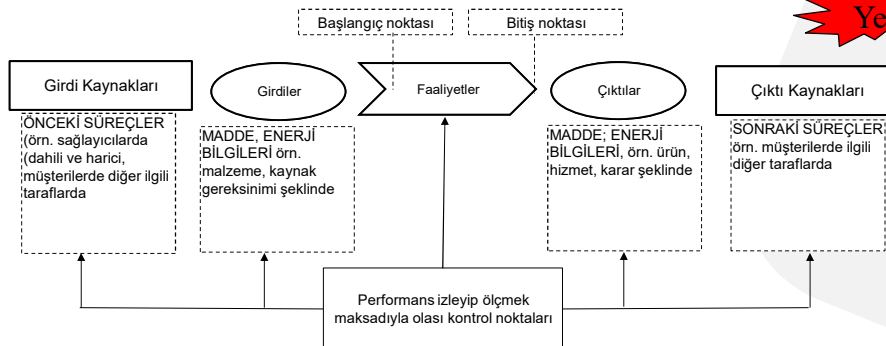 Başlangıç noktası
Bitiş noktası
Ye
Girdi Kaynakları
Girdiler
Faaliyetler
Çıktılar
Çıktı Kaynakları
ÖNCEKİ SÜREÇLER
(örn. sağlayıcılarda
(dahili ve harici,
müşterilerde diğer ilgili
taraflarda
MADDE, ENERJİ
BİLGİLERİ örn.
malzeme, kaynak
gereksinimi şeklinde
MADDE; ENERJİ
BİLGİLERİ, örn. ürün,
hizmet, karar şeklinde
SONRAKİ SÜREÇLER
örn. müşterilerde ilgili
diğer taraflarda
Performans izleyip ölçmek
maksadıyla olası kontrol noktaları